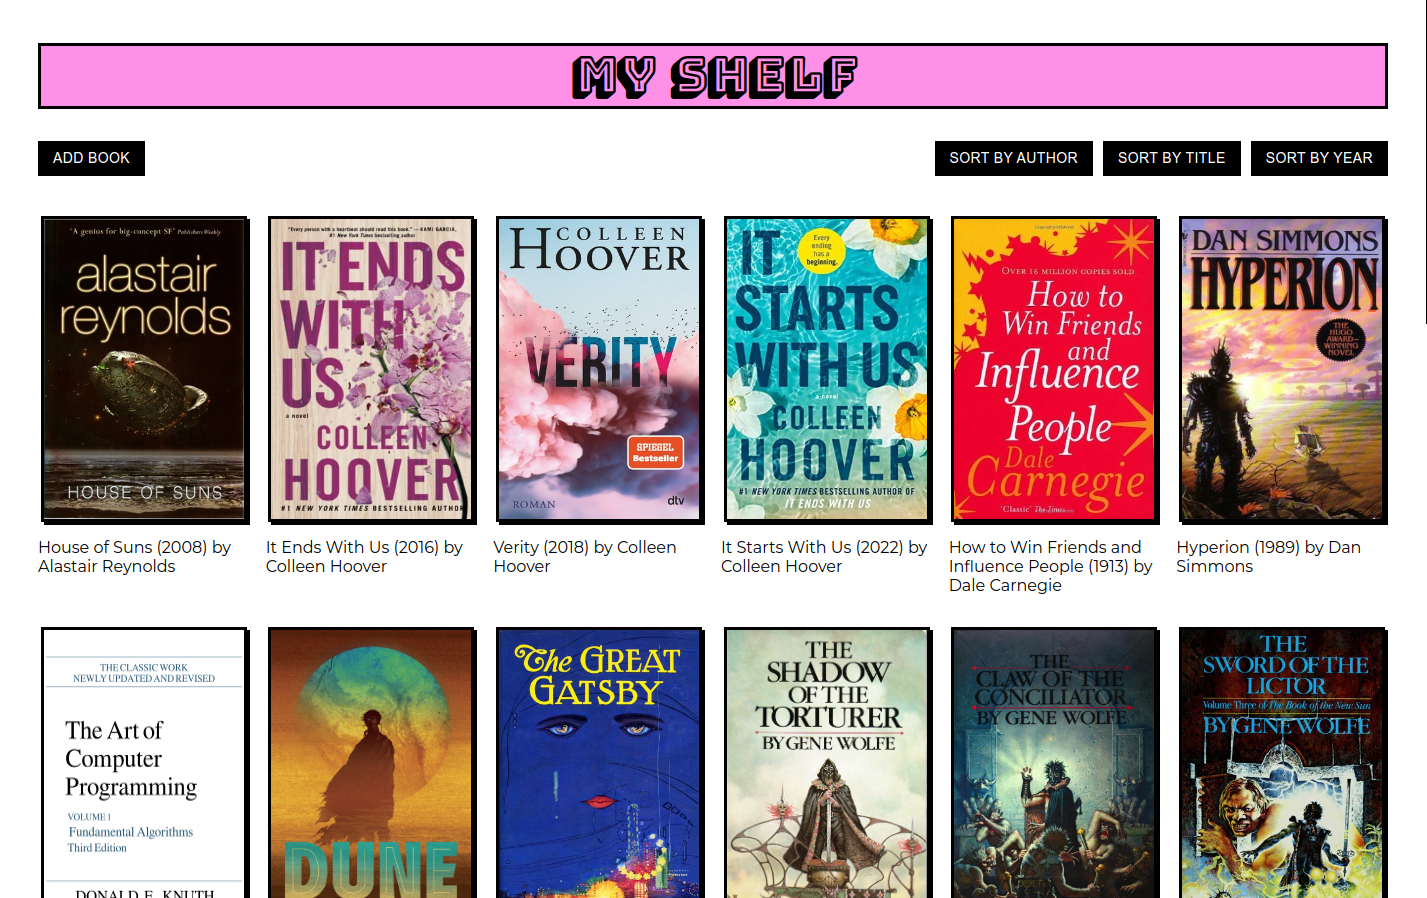 MY SHELF
ADD BOOK
SORT BY AUTHOR
SORT BY TITLE
SORT BY YEAR
'A genius for big-concept SF' Publishers Weekly
alastair
reynolds
HOUSE OF SUNS
House of Suns (2008) by
Alastair Reynolds
"Every person with a heartbeat should read this book." — KAMI GARCIA,
#1 New York Times bestselling author
IT ENDS
WITH
US
a novel
COLLEEN
HOOVER
#1 NEW YORK TIMES BESTSELLING AUTHOR
It Ends With Us (2016) by
Colleen Hoover
COLLEEN
HOOVER
VERITY
SPIEGEL
Bestseller
ROMAN
dtv
Verity (2018) by Colleen
Hoover
Every
ending
has a
beginning.
IT
STARTS
WITH US
a novel
COLLEEN
HOOVER
#1 NEW YORK TIMES BESTSELLING AUTHOR OF
IT ENDS WITH US
It Starts With Us (2022) by
Colleen Hoover
OVER 16 MILLION COPIES SOLD
How to
Win Friends
and
Influence
People
Dale
Carnegie
'Classic' The Times
How to Win Friends and
Influence People (1913) by
Dale Carnegie
DAN SIMMONS
HYPERION
THE
HUGO
AWARD–
WINNING
NOVEL
Hyperion (1989) by Dan
Simmons
THE CLASSIC WORK
NEWLY UPDATED AND REVISED
The Art of
Computer
Programming
VOLUME 1
Fundamental Algorithms
Third Edition
DONALD E. KNUTH
DUNE
The GREAT
GATSBY
THE
SHADOW
OF THE
TORTURER
BY GENE WOLFE
THE
CLAW OF THE
CONCILIATOR
BY GENE WOLFE
THE
SWORD OF THE
LICTOR
Volume Three of The Book of the New Sun
BY GENE WOLFE